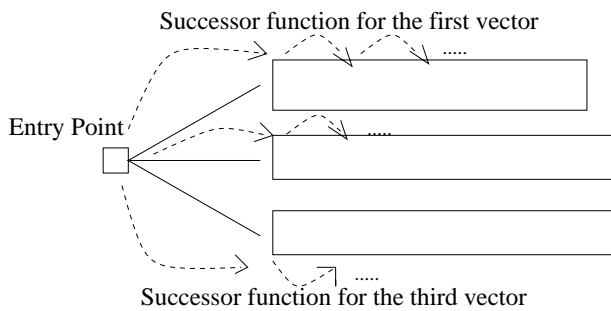 Successor function for the first vector
.....
Entry Point
.....
.....
Successor function for the third vector